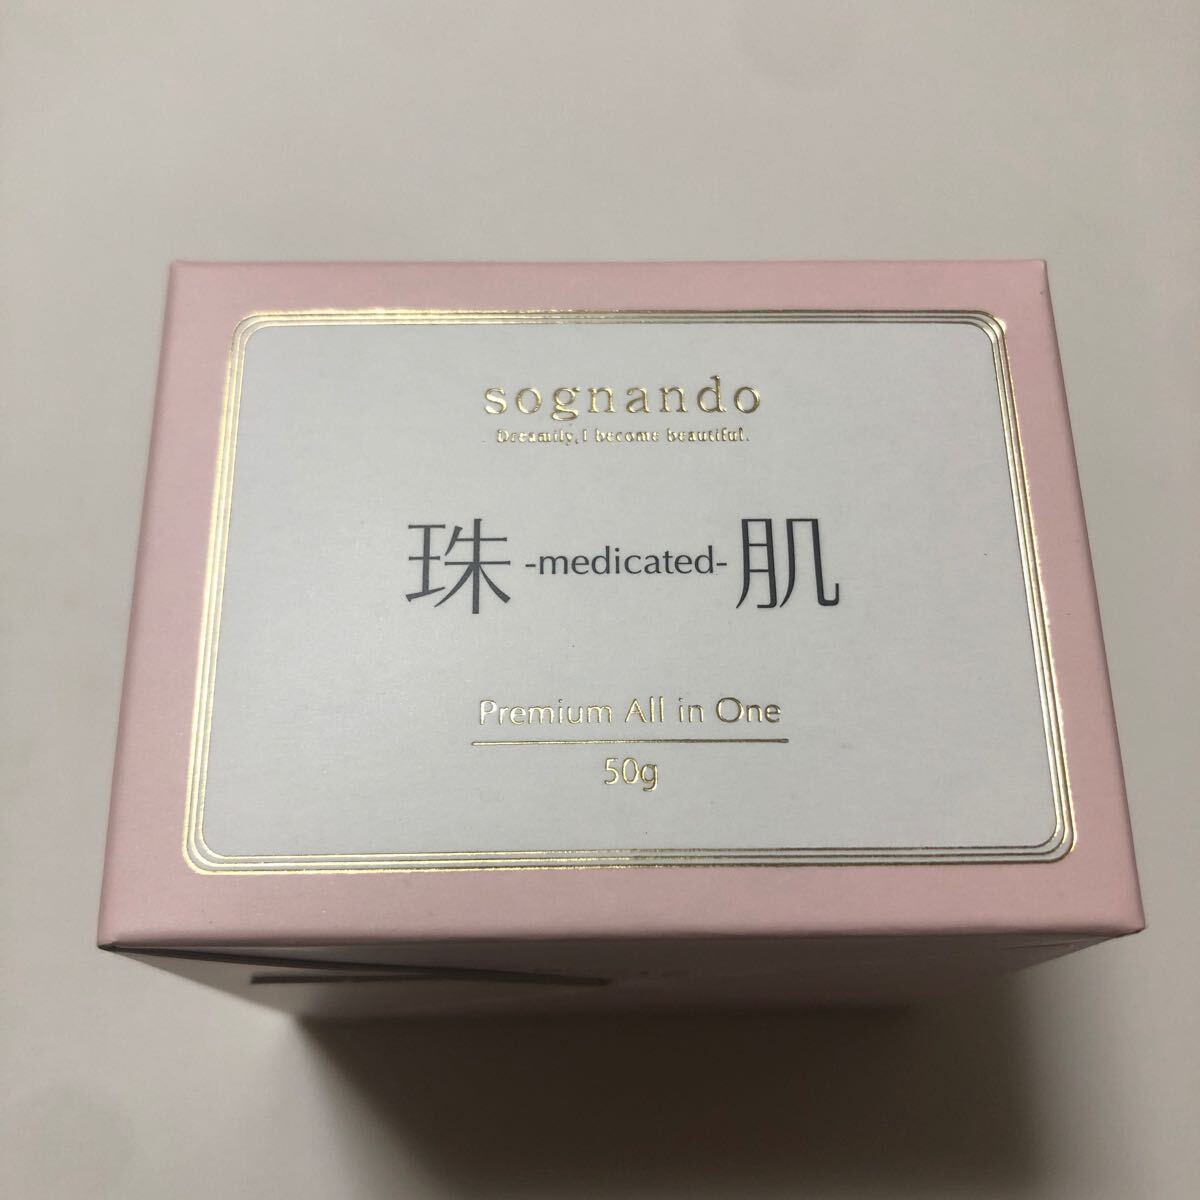 sognando
Dreamily, I become beautiful.
珠 -medicated- 肌
Premium All in One
50g